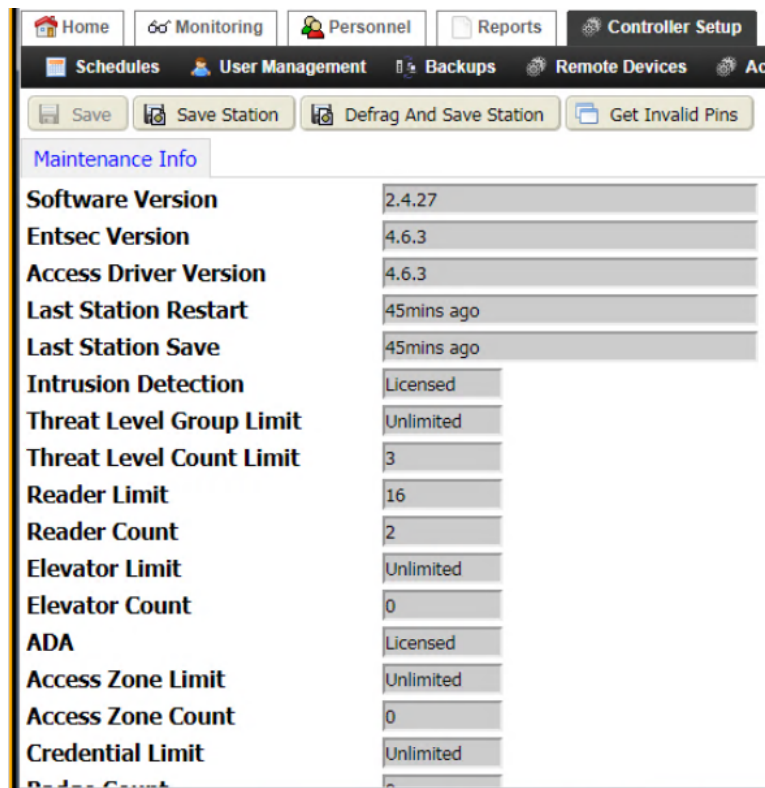 Home Monitoring Personnel Reports Controller Setup
Schedules User Management Backups Remote Devices
Save Save Station Defrag And Save Station Get Invalid Pins
Maintenance Info
Software Version 2.4.27
Entsec Version 4.6.3
Access Driver Version 4.6.3
Last Station Restart 45mins ago
Last Station Save 45mins ago
Intrusion Detection Licensed
Threat Level Group Limit Unlimited
Threat Level Count Limit 3
Reader Limit 16
Reader Count 2
Elevator Limit Unlimited
Elevator Count 0
ADA Licensed
Access Zone Limit Unlimited
Access Zone Count 0
Credential Limit Unlimited